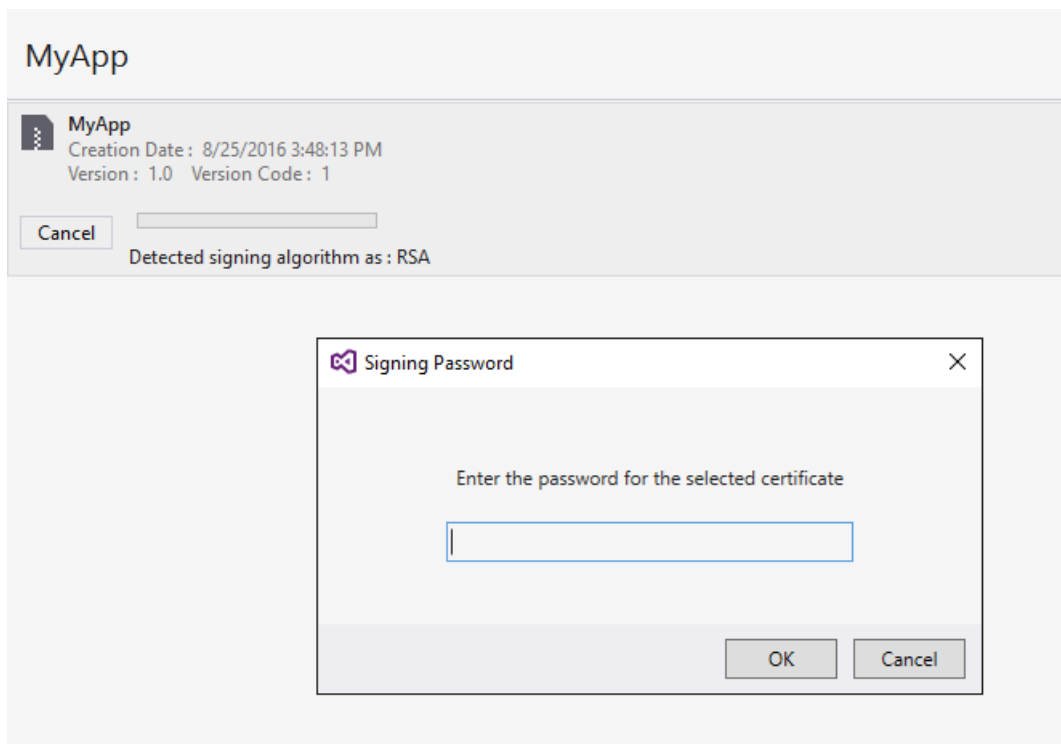 MyApp
MyApp
Creation Date : 8/25/2016 3:48:13 PM
Version : 1.0 Version Code : 1
Cancel
Detected signing algorithm as : RSA
Signing Password
Enter the password for the selected certificate
OK Cancel